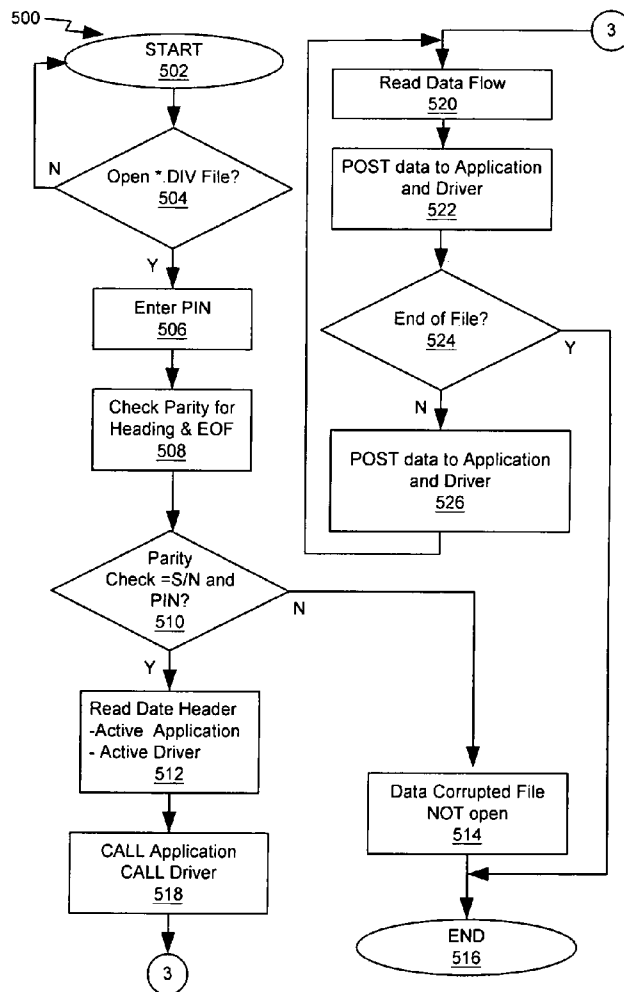 500
START
502
N
Open *.DIV File?
504
Y
Enter PIN
506
Check Parity for
Heading & EOF
508
Parity
Check =S/N and
PIN?
510
N
Y
Read Date Header
-Active Application
- Active Driver
512
CALL Application
CALL Driver
518
3
3
Read Data Flow
520
POST data to Application
and Driver
522
End of File?
524
Y
N
POST data to Application
and Driver
526
Data Corrupted File
NOT open
514
END
516